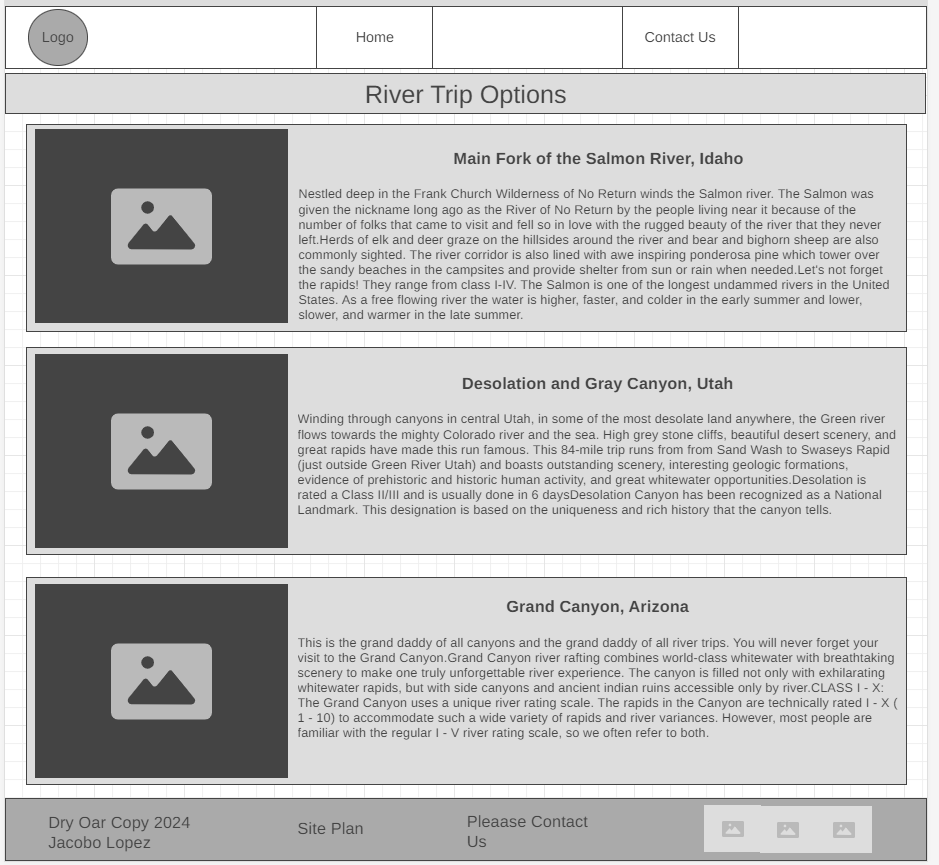 Logo
Home
Contact Us
River Trip Options
Main Fork of the Salmon River, Idaho
Nestled deep in the Frank Church Wilderness of No Return winds the Salmon river. The Salmon was
given the nickname long ago as the River of No Return by the people living near it because of the
number of folks that came to visit and fell so in love with the rugged beauty of the river that they never
left.Herds of elk and deer graze on the hillsides around the river and bear and bighorn sheep are also
commonly sighted. The river corridor is also lined with awe inspiring ponderosa pine which tower over
the sandy beaches in the campsites and provide shelter from sun or rain when needed.Let's not forget
the rapids! They range from class I-IV. The Salmon is one of the longest undammed rivers in the United
States. As a free flowing river the water is higher, faster, and colder in the early summer and lower,
slower, and warmer in the late summer.
Desolation and Gray Canyon, Utah
Winding through canyons in central Utah, in some of the most desolate land anywhere, the Green river
flows towards the mighty Colorado river and the sea. High grey stone cliffs, beautiful desert scenery, and
great rapids have made this run famous. This 84-mile trip runs from from Sand Wash to Swaseys Rapid
(just outside Green River Utah) and boasts outstanding scenery, interesting geologic formations,
evidence of prehistoric and historic human activity, and great whitewater opportunities.Desolation is
rated a Class II/III and is usually done in 6 daysDesolation Canyon has been recognized as a National
Landmark. This designation is based on the uniqueness and rich history that the canyon tells.
Grand Canyon, Arizona
This is the grand daddy of all canyons and the grand daddy of all river trips. You will never forget your
visit to the Grand Canyon.Grand Canyon river rafting combines world-class whitewater with breathtaking
scenery to make one truly unforgettable river experience. The canyon is filled not only with exhilarating
whitewater rapids, but with side canyons and ancient indian ruins accessible only by river.CLASS I - X:
The Grand Canyon uses a unique river rating scale. The rapids in the Canyon are technically rated I - X (
1 - 10) to accommodate such a wide variety of rapids and river variances. However, most people are
familiar with the regular I - V river rating scale, so we often refer to both.
Dry Oar Copy 2024
Jacobo Lopez
Site Plan
Pleaase Contact
Us